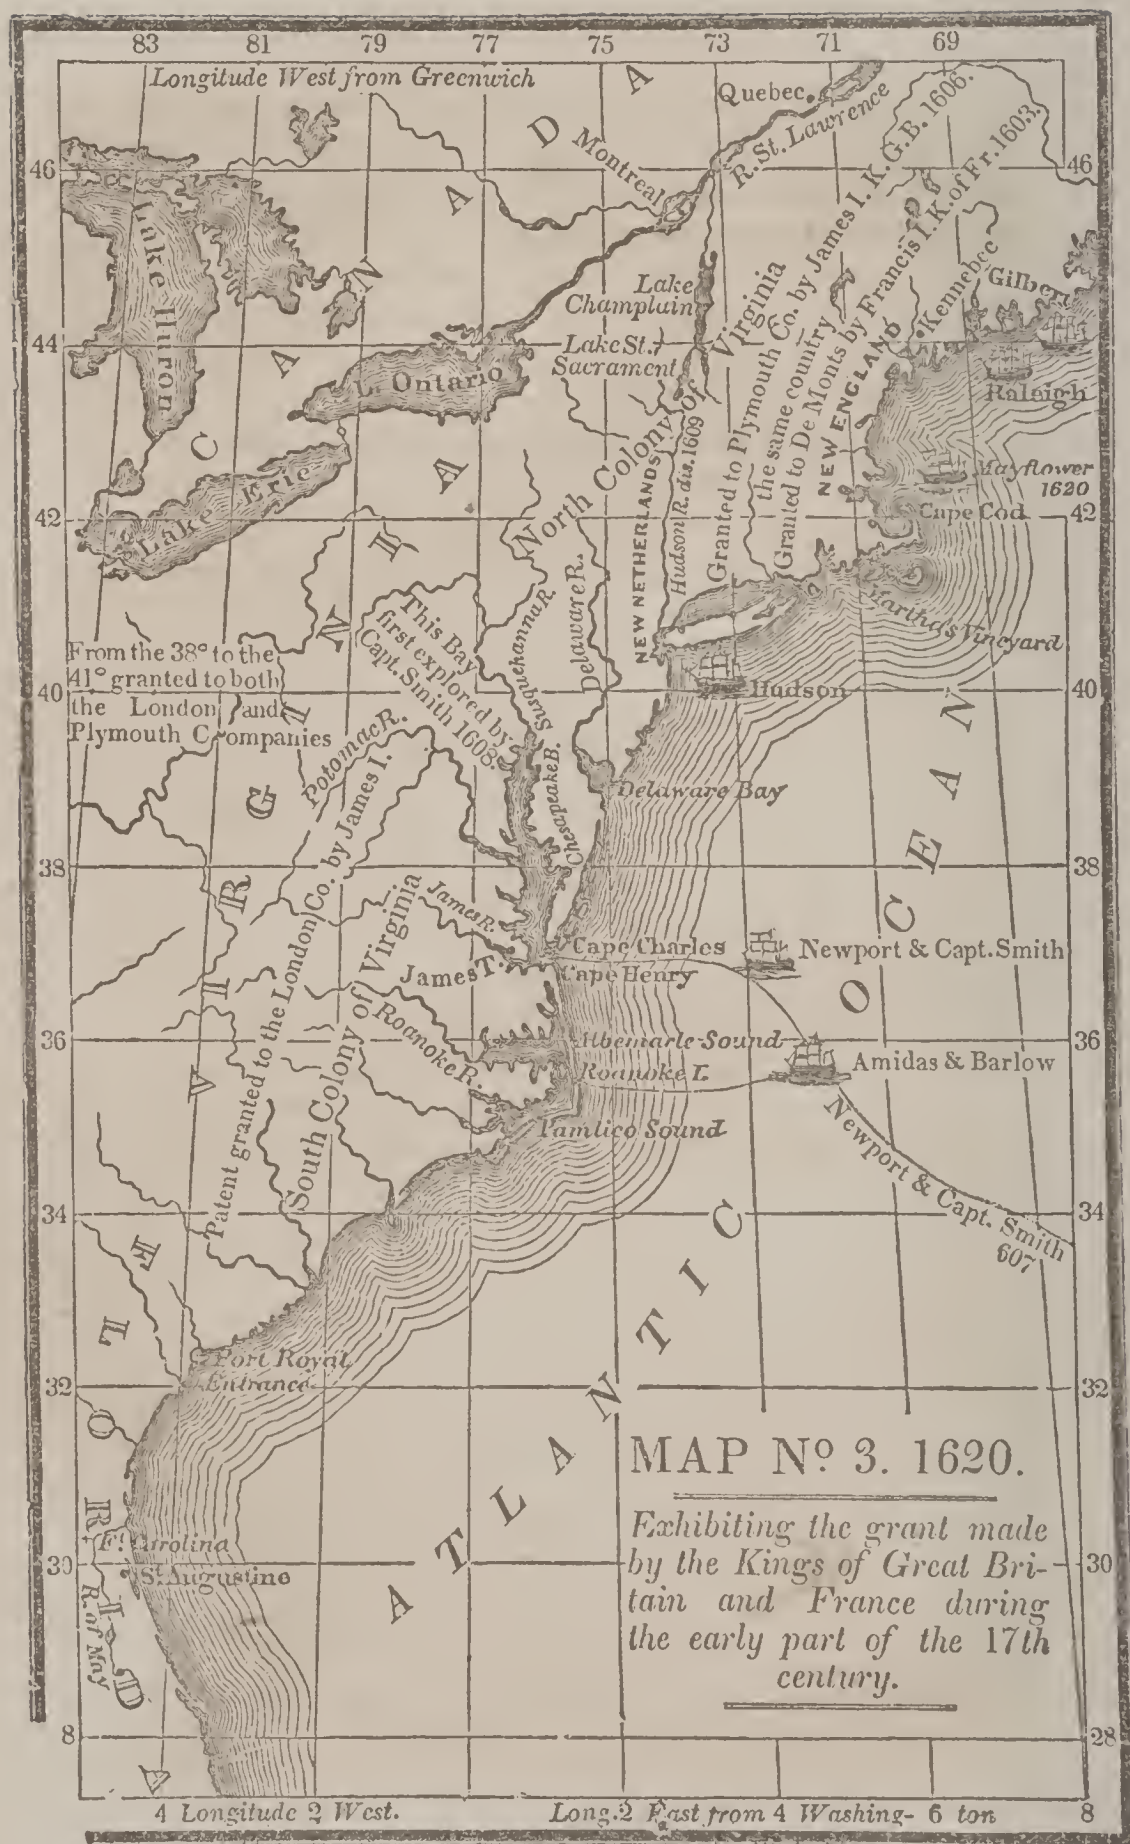 83 81 79 77 75 73 71 69
Longitude West from Greenwich
CANADA
Quebec.
R. St. Lawrence
Montreal
46 46
Lake Huron
Lake
Champlain
Lake St.
Sacrament
44
L. Ontario
Lake Erie
42 42
North Colony of Virginia
Granted to Plymouth Co. by James I. K. G.B. 1606.
the same country
Granted to De Monts by Francis I. K. of Fr. 1603.
NEW ENGLAND
Kennebec
Gilbert
Raleigh
Mayflower
1620
Cape Cod
Martha's Vineyard
NEW NETHERLANDS
Hudson R. dis. 1609
Hudson
Delaware R.
Susquehanna R.
This Bay
first explored by
Capt. Smith 1608.
From the 38° to the
41° granted to both
the London and
Plymouth Companies
40 40
Potomac R.
Chesapeake B.
Delaware Bay
38 38
VIRGINIA
Patent granted to the London Co. by James I.
South Colony of Virginia
James R.
James T.
Cape Charles
Cape Henry
Newport & Capt. Smith
Roanoke R.
36 36
Albemarle Sound
Roanoke I.
Amidas & Barlow
Pamlico Sound
Newport & Capt. Smith
607
34 34
ATLANTIC OCEAN
Port Royal
Entrance
32 32
FLORIDA
Ft. Carolina
St. Augustine
R. of May
30 30
MAP No. 3. 1620.
Exhibiting the grant made
by the Kings of Great Bri-
tain and France during
the early part of the 17th
century.
8 28
4 Longitude 2 West. Long. 2 East from 4 Washing- 6 ton 8